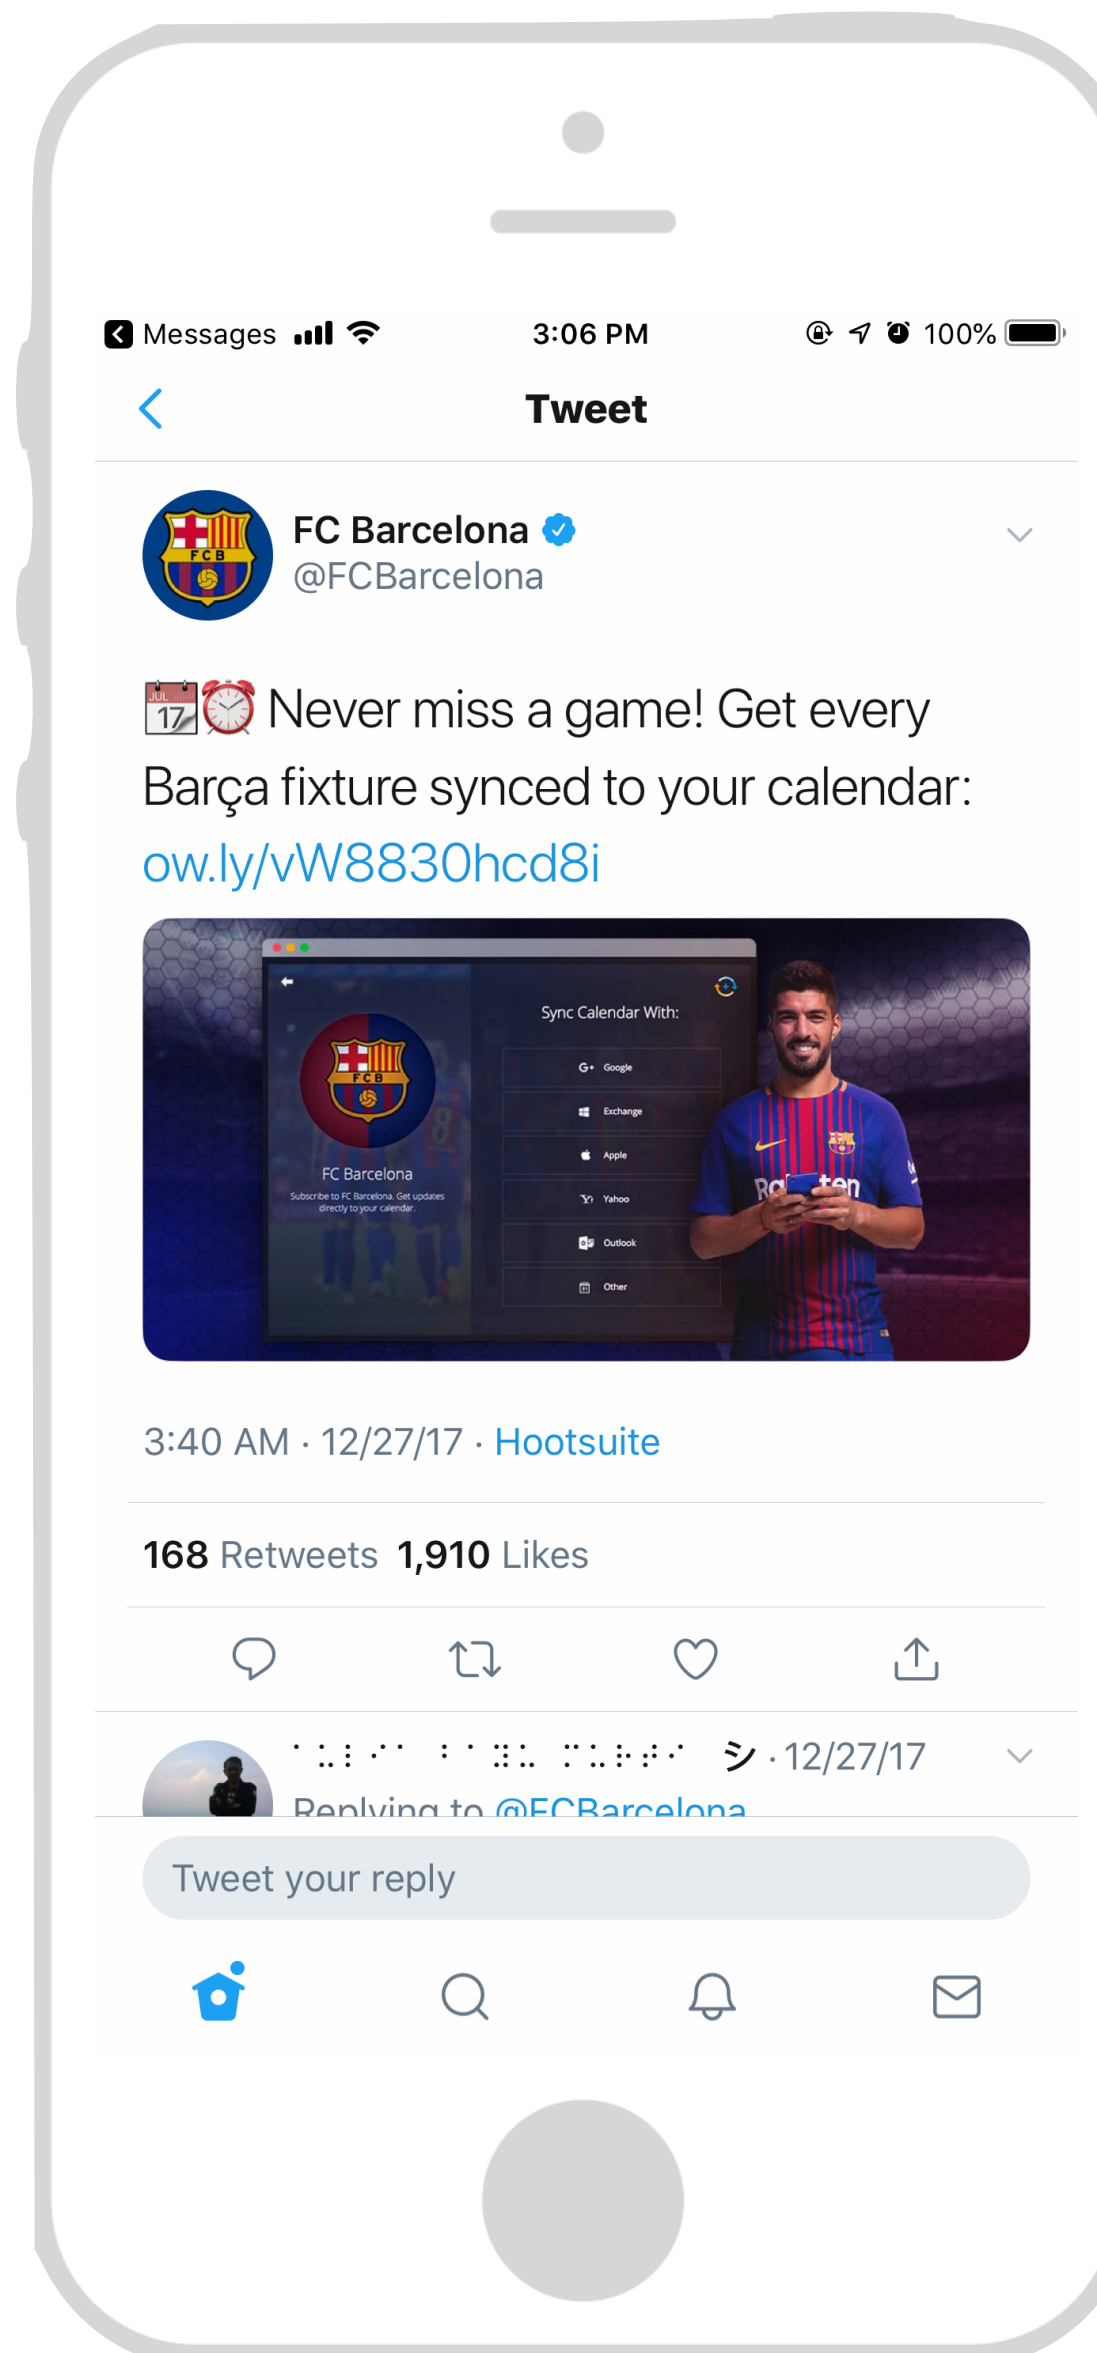 Messages 3:06 PM 100%
Tweet
FC Barcelona
@FCBarcelona
JUL 17 Never miss a game! Get every
Barça fixture synced to your calendar:
ow.ly/vW8830hcd8i
Sync Calendar With:
G+ Google
Exchange
Apple
Yahoo
Outlook
Other
FCB
FC Barcelona
Subscribe to FC Barcelona. Get updates
directly to your calendar.
3:40 AM · 12/27/17 · Hootsuite
168 Retweets 1,910 Likes
シ · 12/27/17
Replying to @FCBarcelona
Tweet your reply